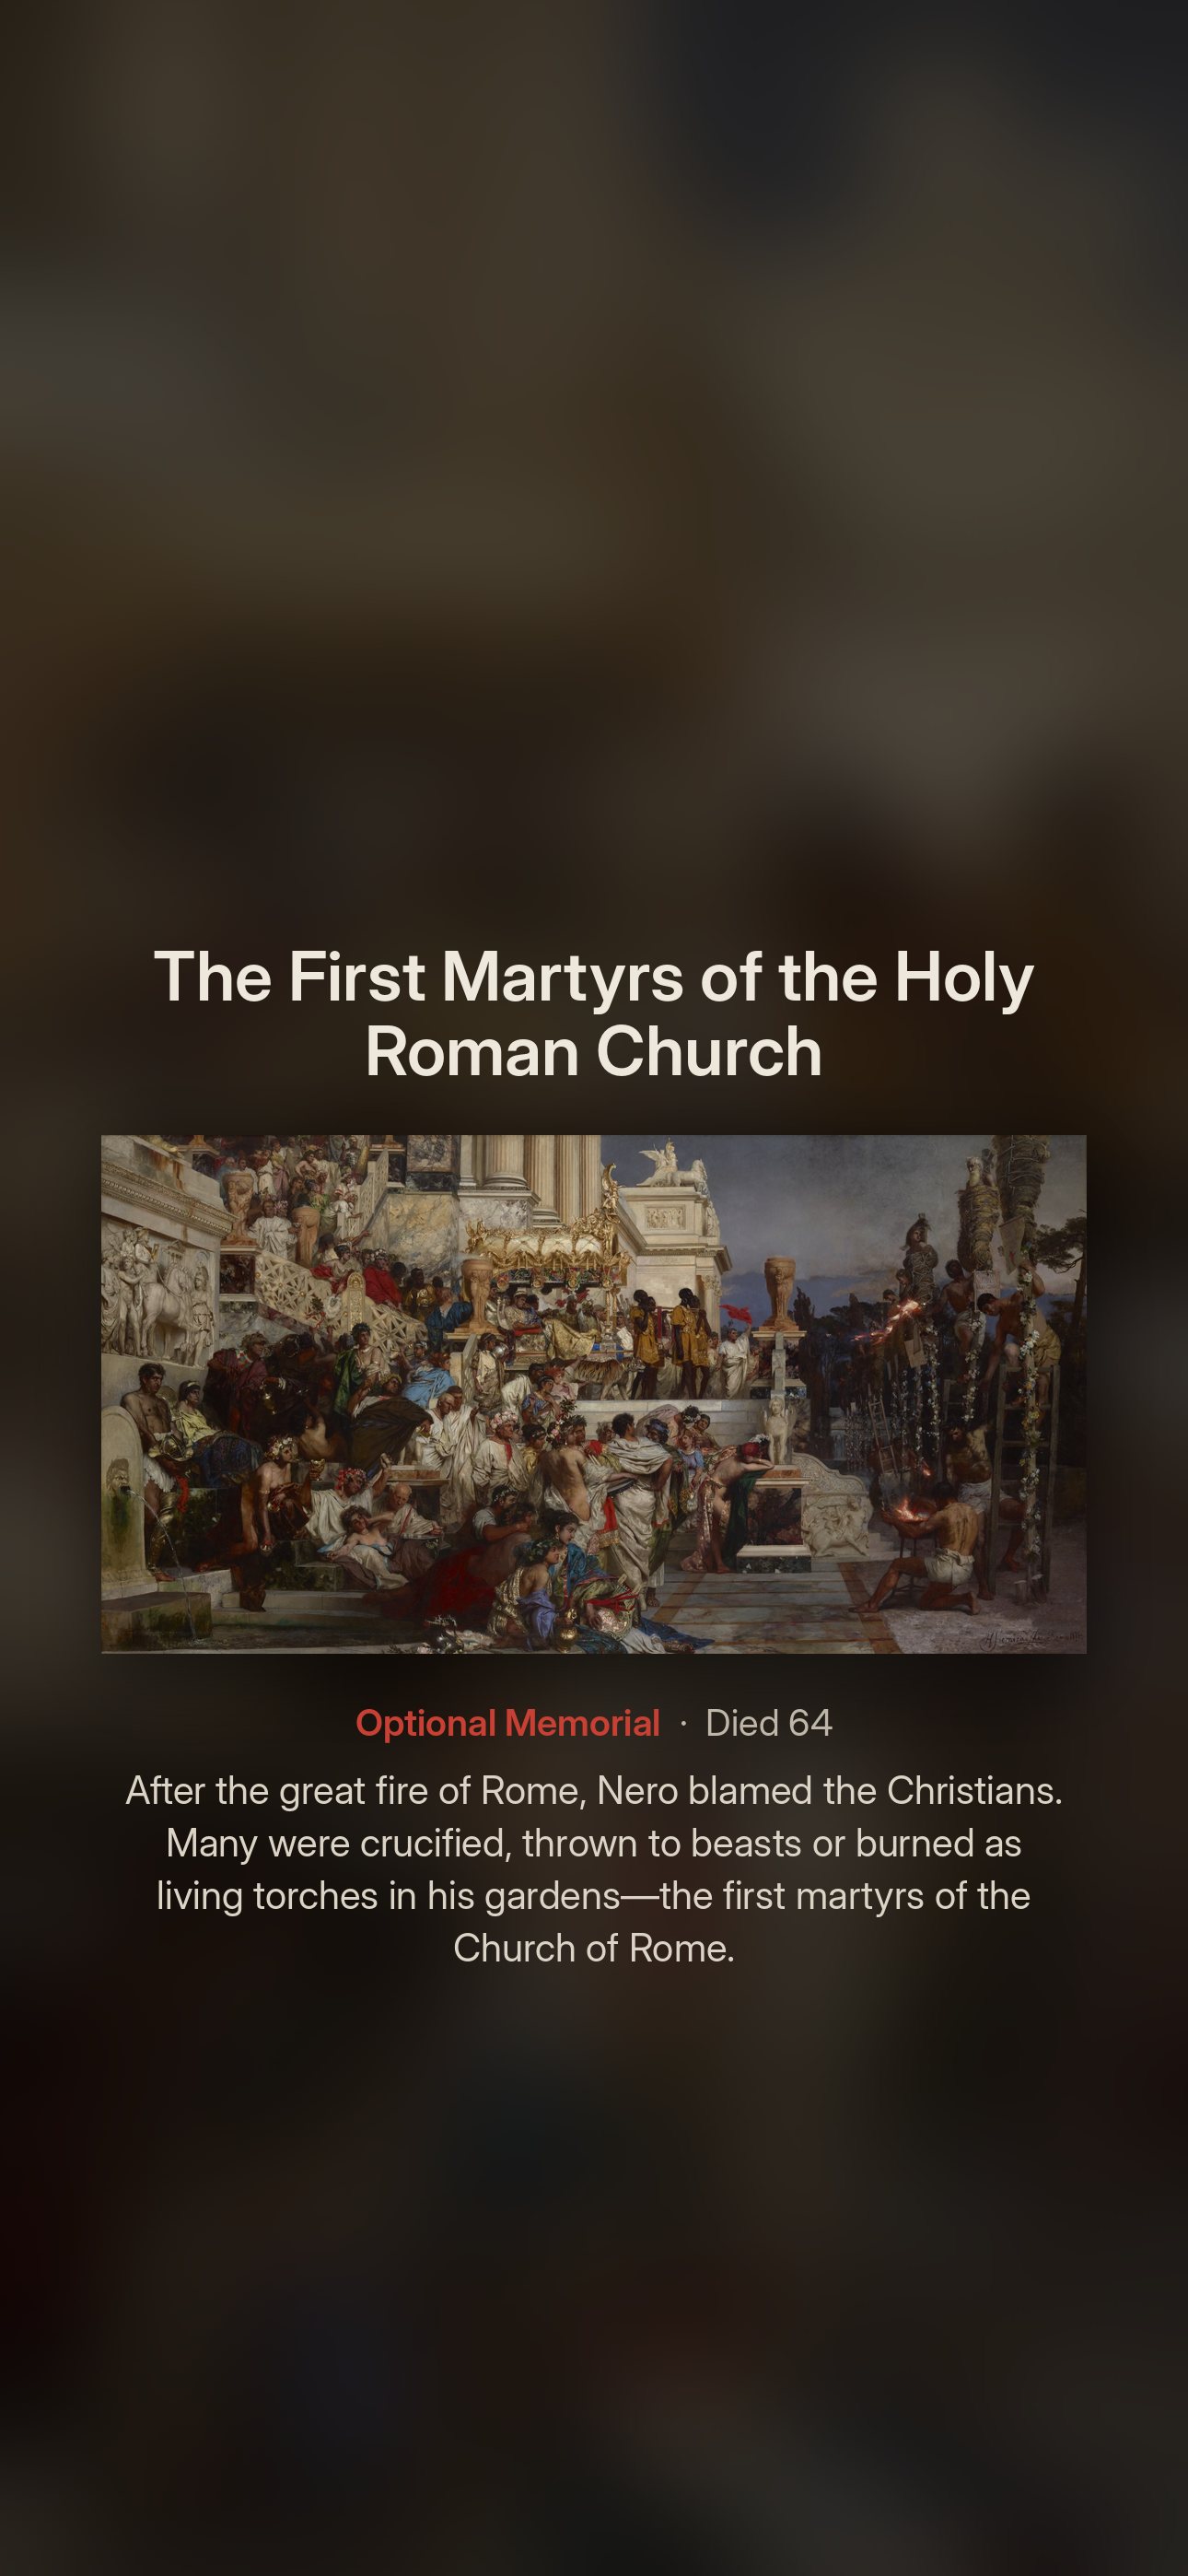 The First Martyrs of the Holy
Roman Church
Optional Memorial · Died 64
After the great fire of Rome, Nero blamed the Christians.
Many were crucified, thrown to beasts or burned as
living torches in his gardens—the first martyrs of the
Church of Rome.